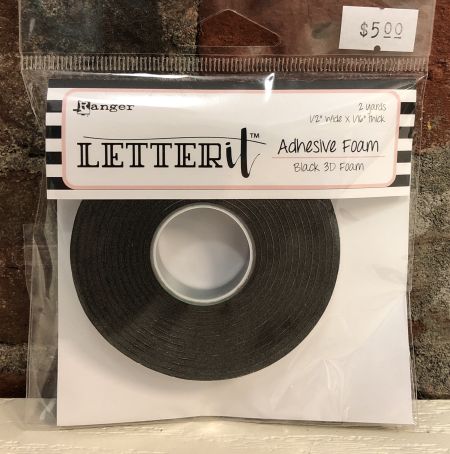 $5.00
Ranger
LETTERit™
2 yards
1/2" wide x 1/16" thick
Adhesive Foam
Black 3D Foam